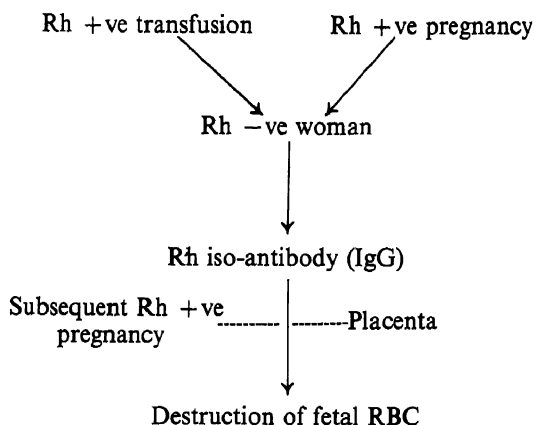 Rh +ve transfusion
Rh +ve pregnancy
Rh −ve woman
Rh iso-antibody (IgG)
Subsequent Rh +ve
pregnancy
Placenta
Destruction of fetal RBC